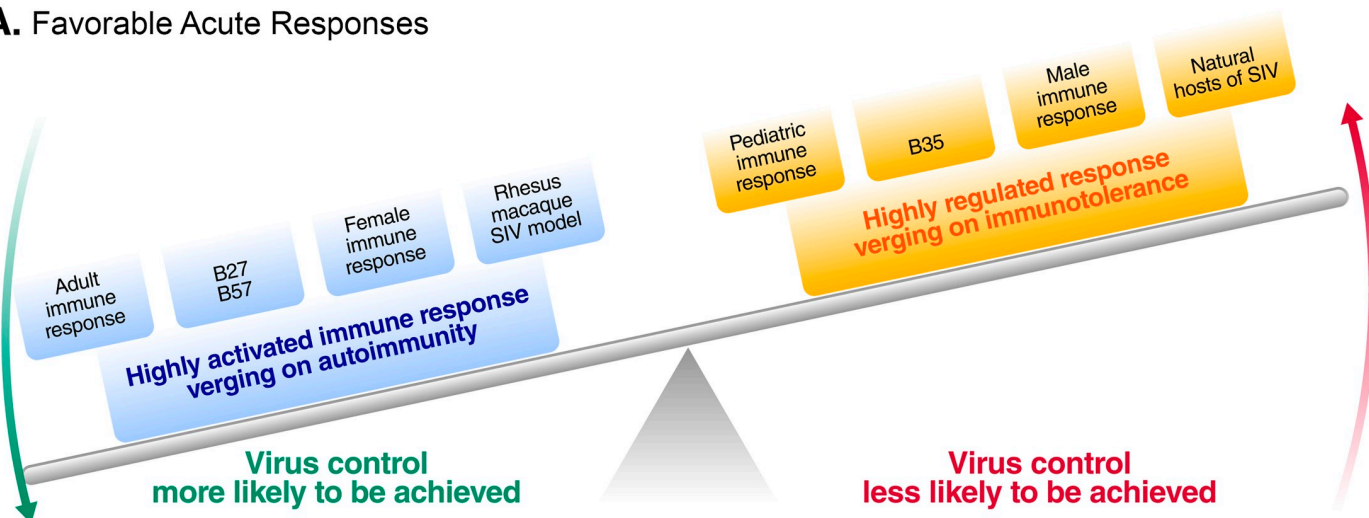 A. Favorable Acute Responses
Adult
immune
response
B27
B57
Female
immune
response
Rhesus
macaque
SIV model
Highly activated immune response
verging on autoimmunity
Pediatric
immune
response
B35
Male
immune
response
Natural
hosts of SIV
Highly regulated response
verging on immunotolerance
Virus control
more likely to be achieved
Virus control
less likely to be achieved